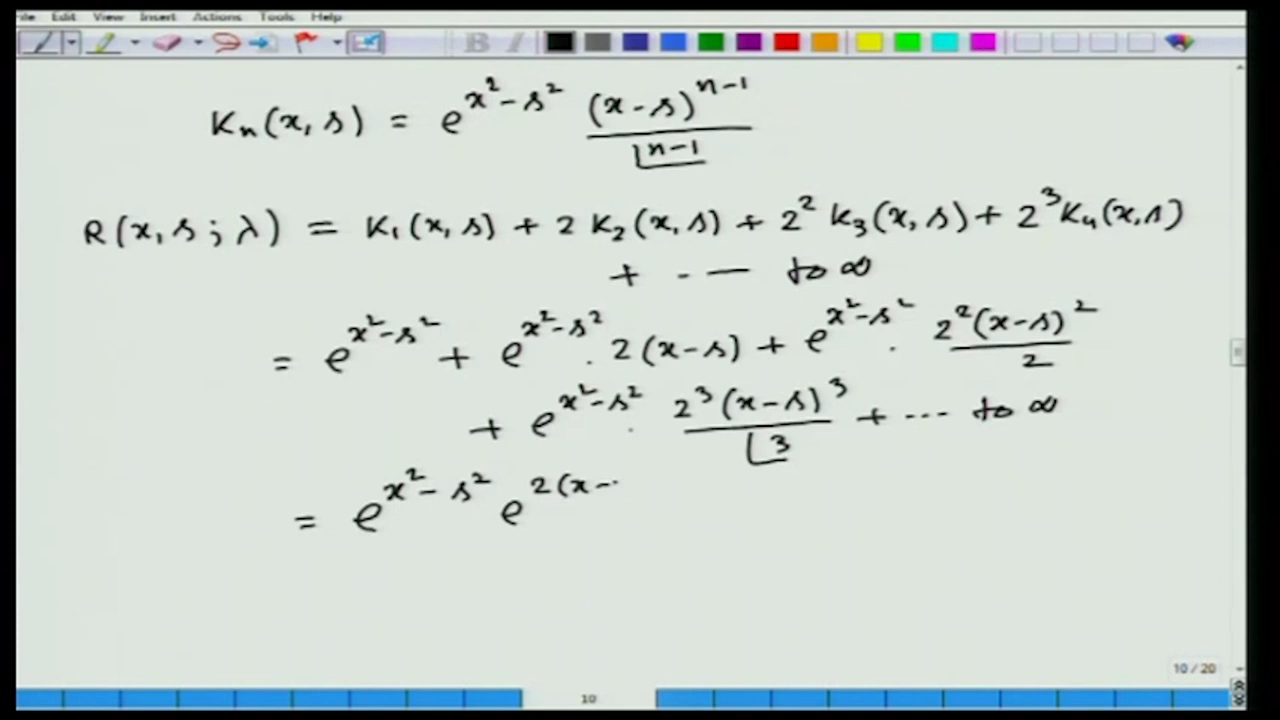 File Edit View Insert Actions Tools Help
Kₙ(x, s) = e^{x²-s²} (x-s)^{n-1} / ⌊n-1
R(x, s; λ) = K₁(x, s) + 2 K₂(x, s) + 2² K₃(x, s) + 2³ K₄(x, s)
+ ... to ∞
= e^{x²-s²} + e^{x²-s²} . 2(x-s) + e^{x²-s²} . 2²(x-s)² / 2
+ e^{x²-s²} . 2³(x-s)³ / ⌊3 + ... to ∞
= e^{x²-s²} e^{2(x-
10 / 20
10